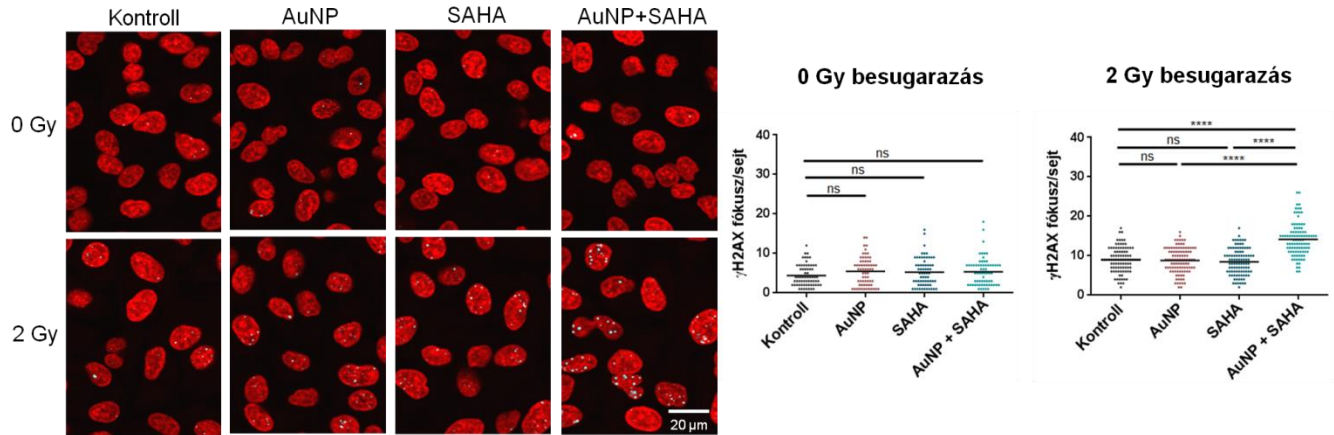 Kontroll AuNP SAHA AuNP+SAHA
0 Gy
2 Gy
20 µm
0 Gy besugarazás
γH2AX fókusz/sejt
40
30
20
10
0
ns
ns
ns
Kontroll
AuNP
SAHA
AuNP + SAHA
2 Gy besugarazás
γH2AX fókusz/sejt
40
30
20
10
0
****
ns
****
ns
****
Kontroll
AuNP
SAHA
AuNP + SAHA